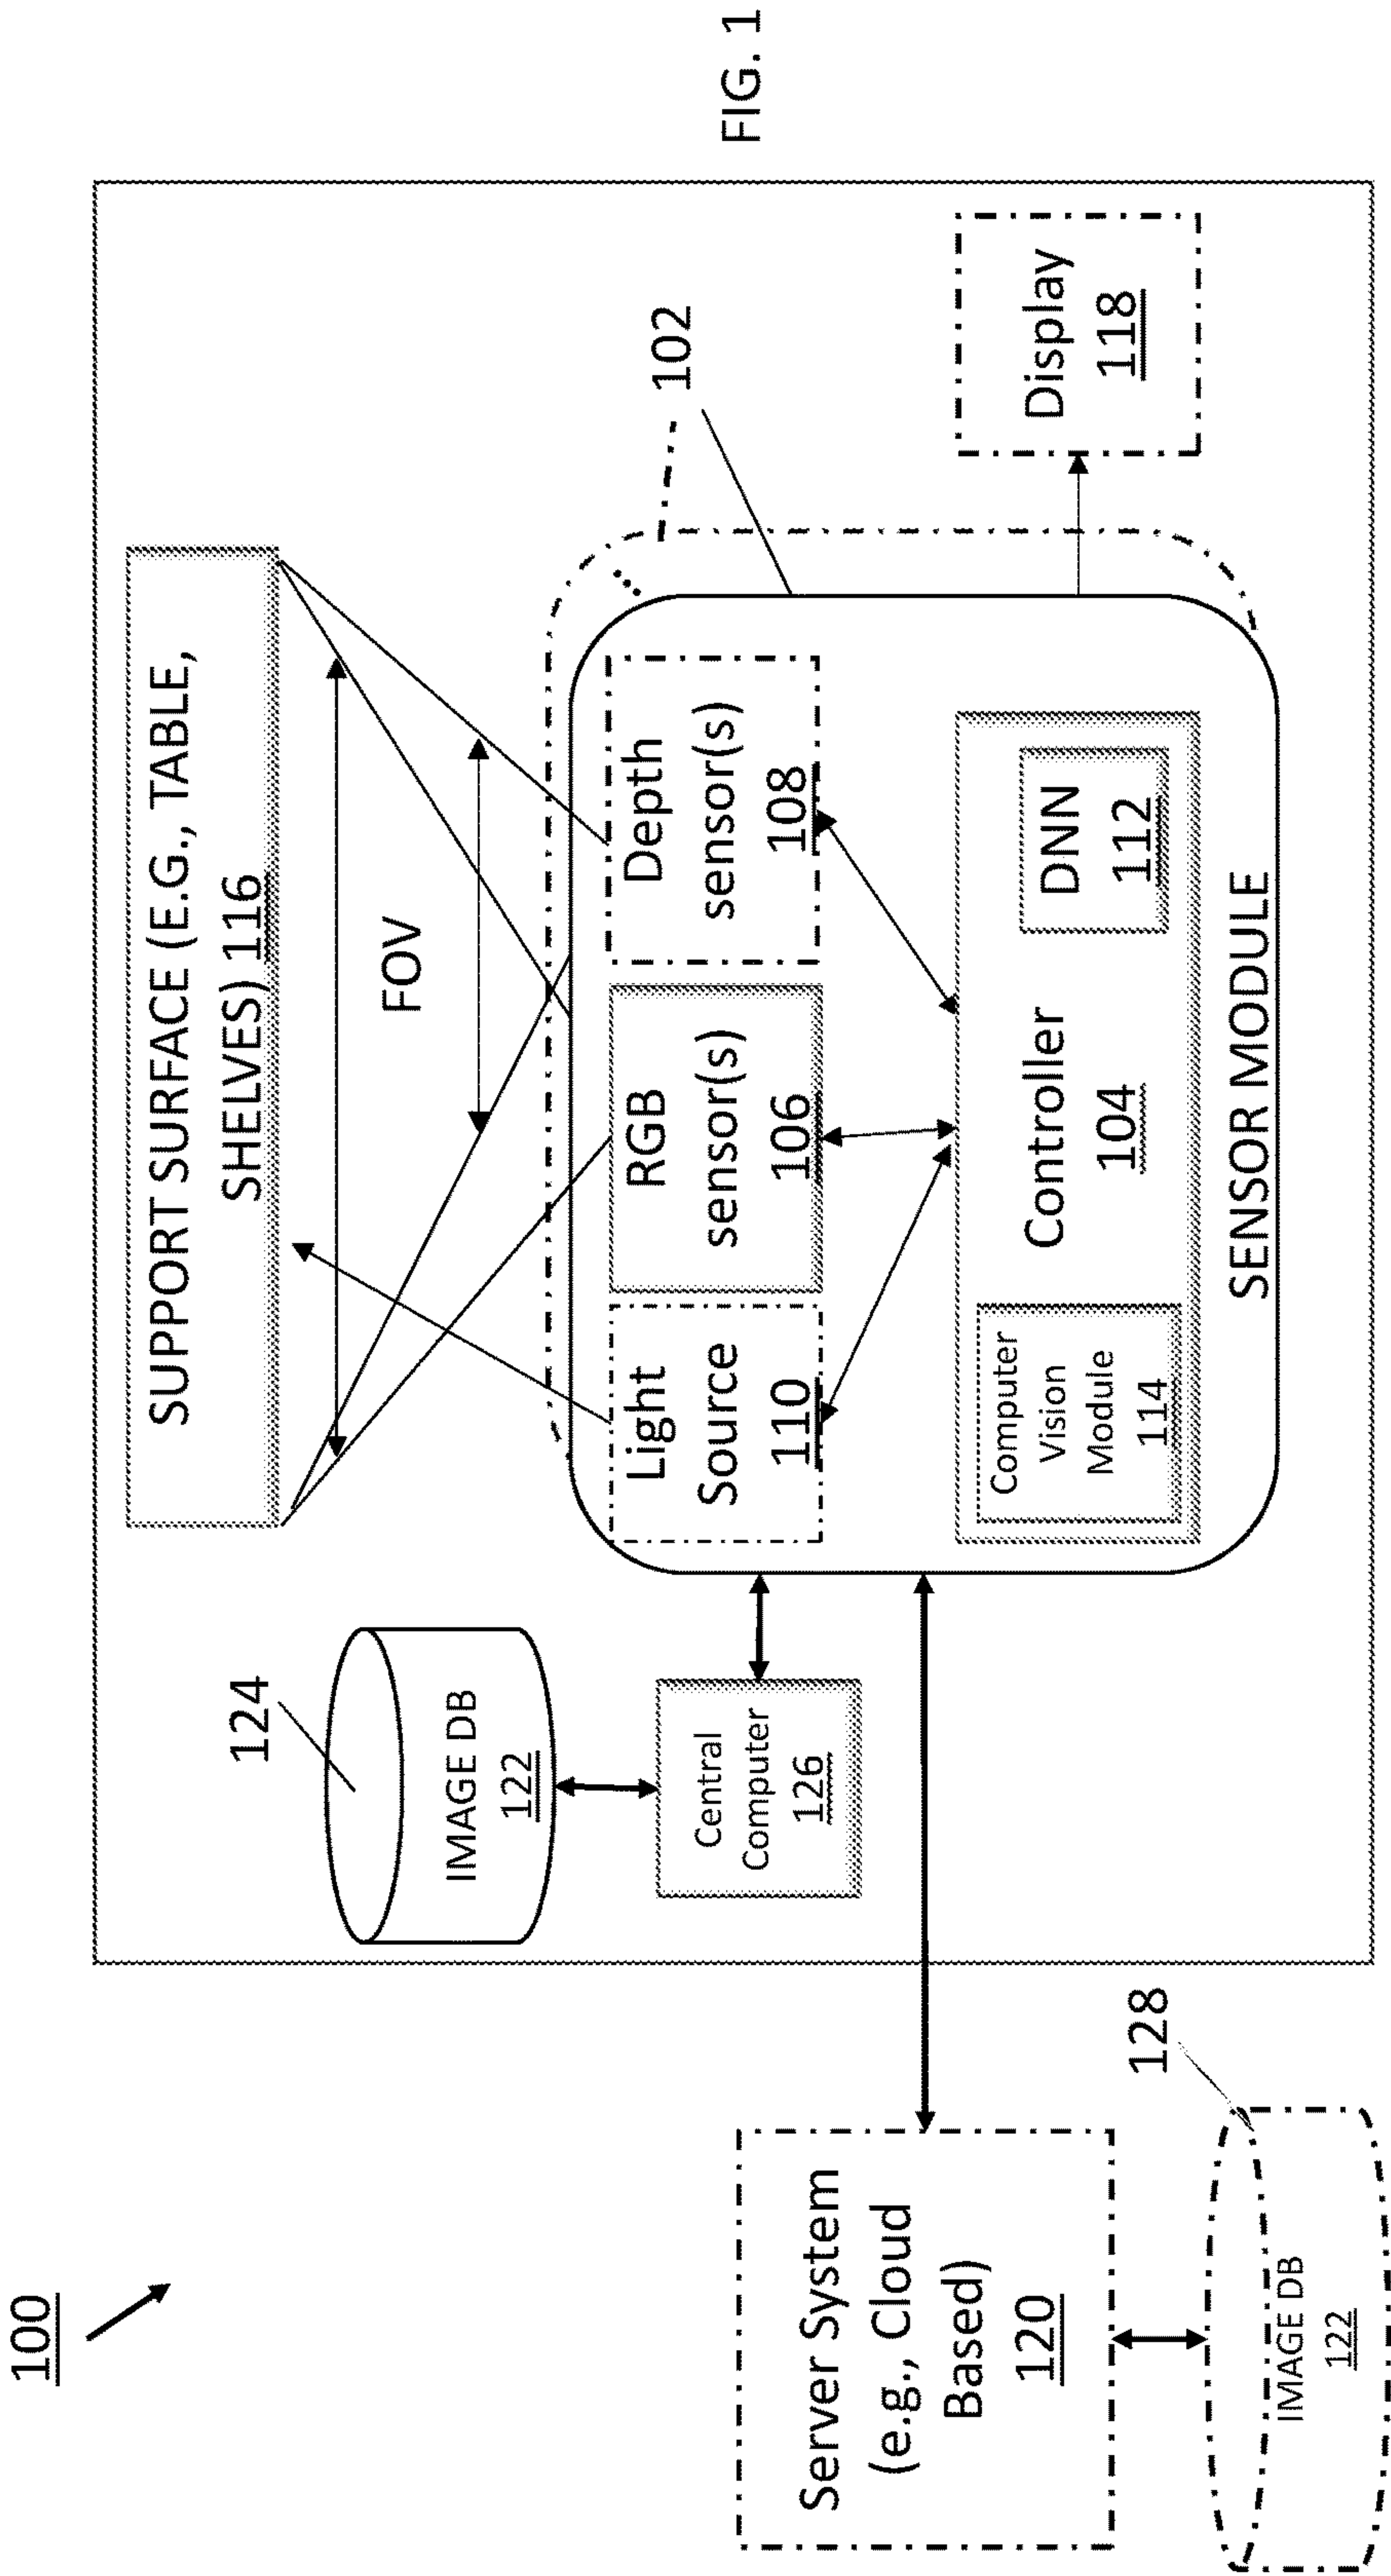 100
SUPPORT SURFACE (E.G., TABLE,
SHELVES) 116
124
FOV
IMAGE DB
122
102
Light
Source
110
RGB
sensor(s)
106
Depth
sensor(s)
108
Central
Computer
126
Server System
(e.g., Cloud
Based)
120
Computer
Vision
Module
114
Controller
104
DNN
112
Display
118
SENSOR MODULE
128
IMAGE DB
122
FIG. 1